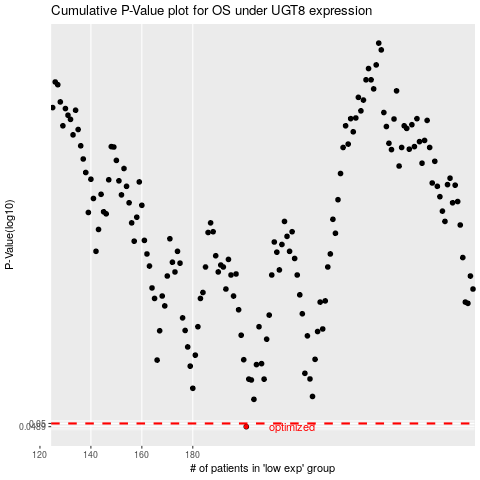 Cumulative P-Value plot for OS under UGT8 expression
P-Value(log10)
0.05
0.0489
optimized
120 140 160 180
# of patients in 'low exp' group